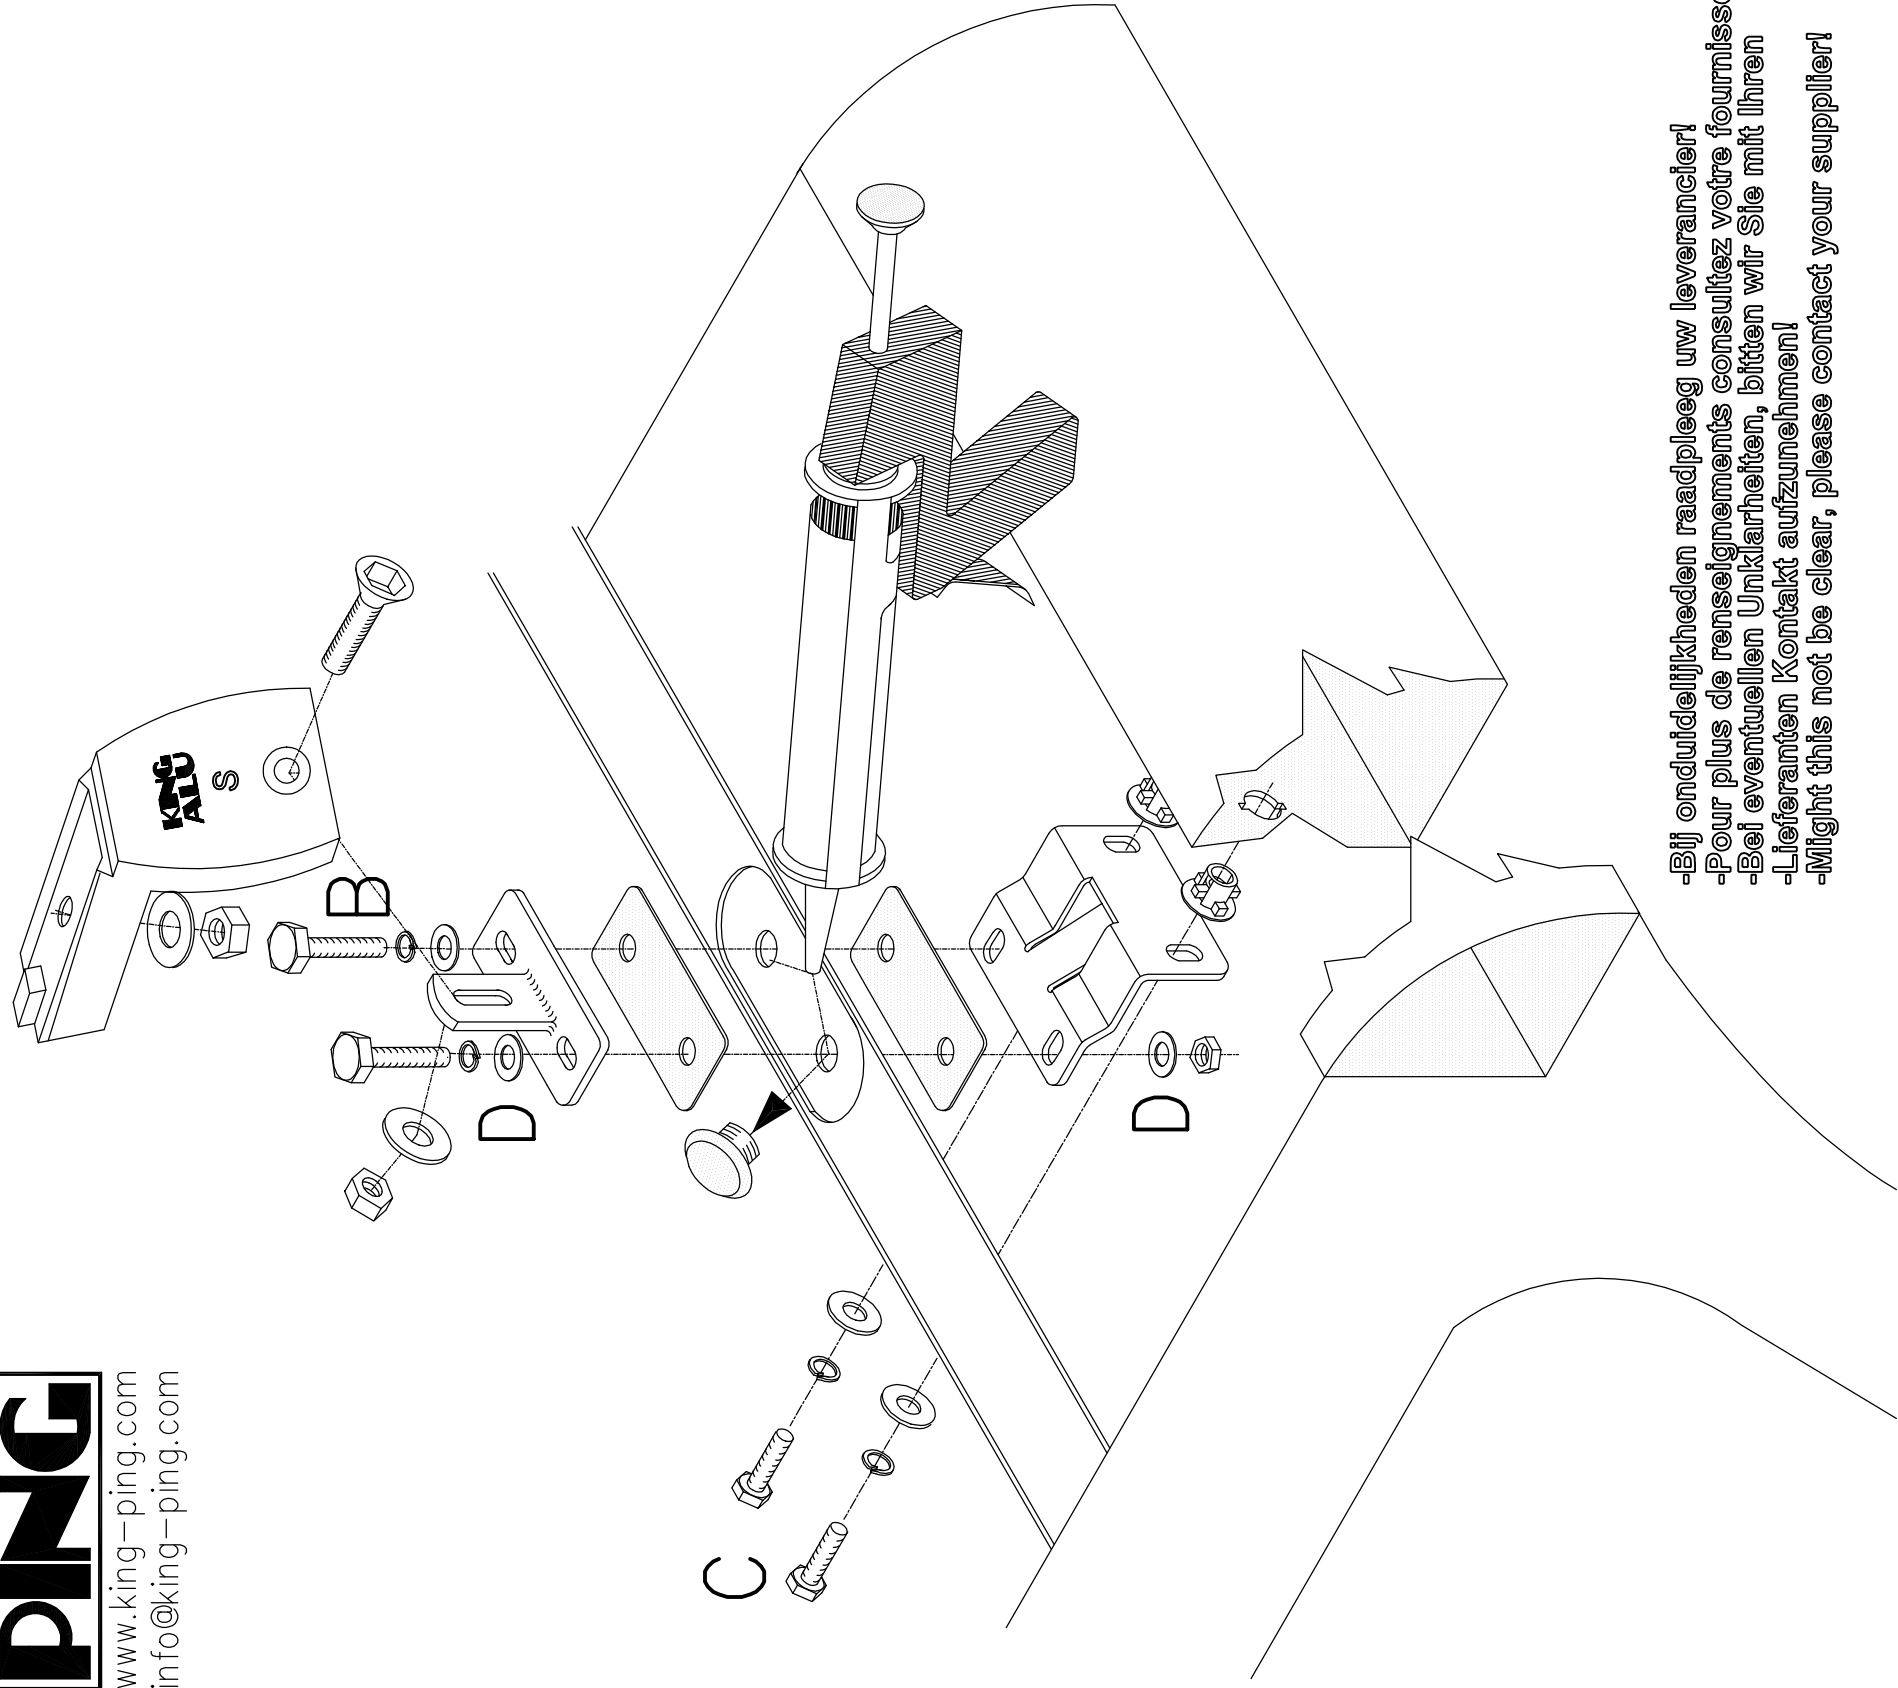 PING
www.king-ping.com
info@king-ping.com
KING
ALU
S
B
D
C
D
-Bij onduidelijkheden raadpleeg uw leverancier!
-Pour plus de renseignements consultez votre
-Bei eventuellen Unklarheiten, bitten wir Sie mit Ihren
-Lieferanten Kontakt aufzunehmen!
-Might this not be clear, please contact your supplier!